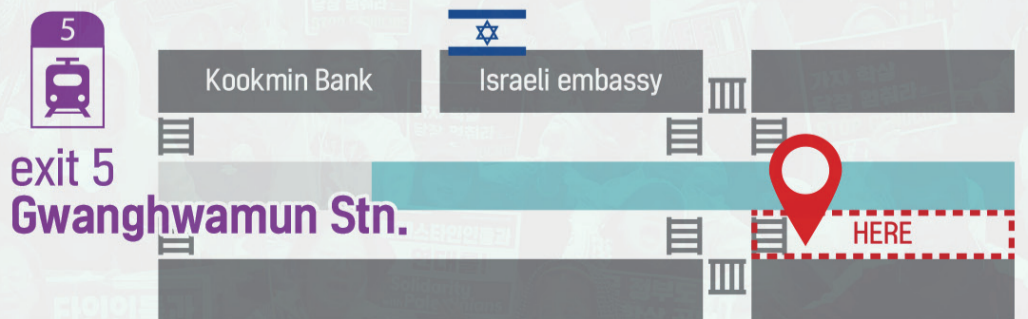 5
Kookmin Bank
Israeli embassy
exit 5
Gwanghwamun Stn.
HERE